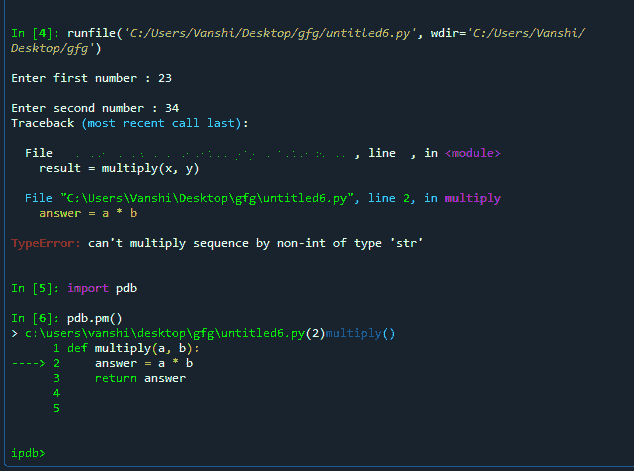 In [4]: runfile('C:/Users/Vanshi/Desktop/gfg/untitled6.py', wdir='C:/Users/Vanshi/
Desktop/gfg')
Enter first number : 23
Enter second number : 34
Traceback (most recent call last):
File , line , in <module>
result = multiply(x, y)
File "C:\Users\Vanshi\Desktop\gfg\untitled6.py", line 2, in multiply
answer = a * b
TypeError: can't multiply sequence by non-int of type 'str'
In [5]: import pdb
In [6]: pdb.pm()
> c:\users\vanshi\desktop\gfg\untitled6.py(2)multiply()
1 def multiply(a, b):
----> 2 answer = a * b
3 return answer
4
5
ipdb>